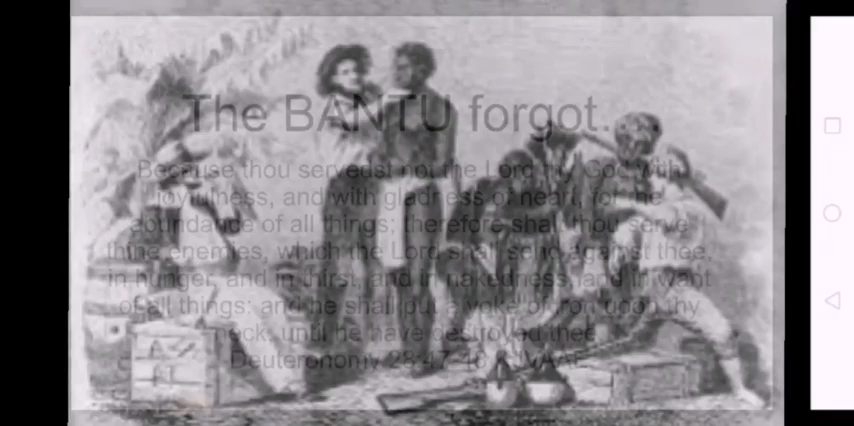 The BANTU forgot.
Because thou servedst not the Lord thy God with
joyfulness, and with gladness of heart, for the
abundance of all things; therefore shalt thou serve
thine enemies, which the Lord shall send against thee,
in hunger, and in thirst, and in nakedness, and in want
of all things: and he shall put a yoke of iron upon thy
neck, until he have destroyed thee.
Deuteronomy 28:47-48